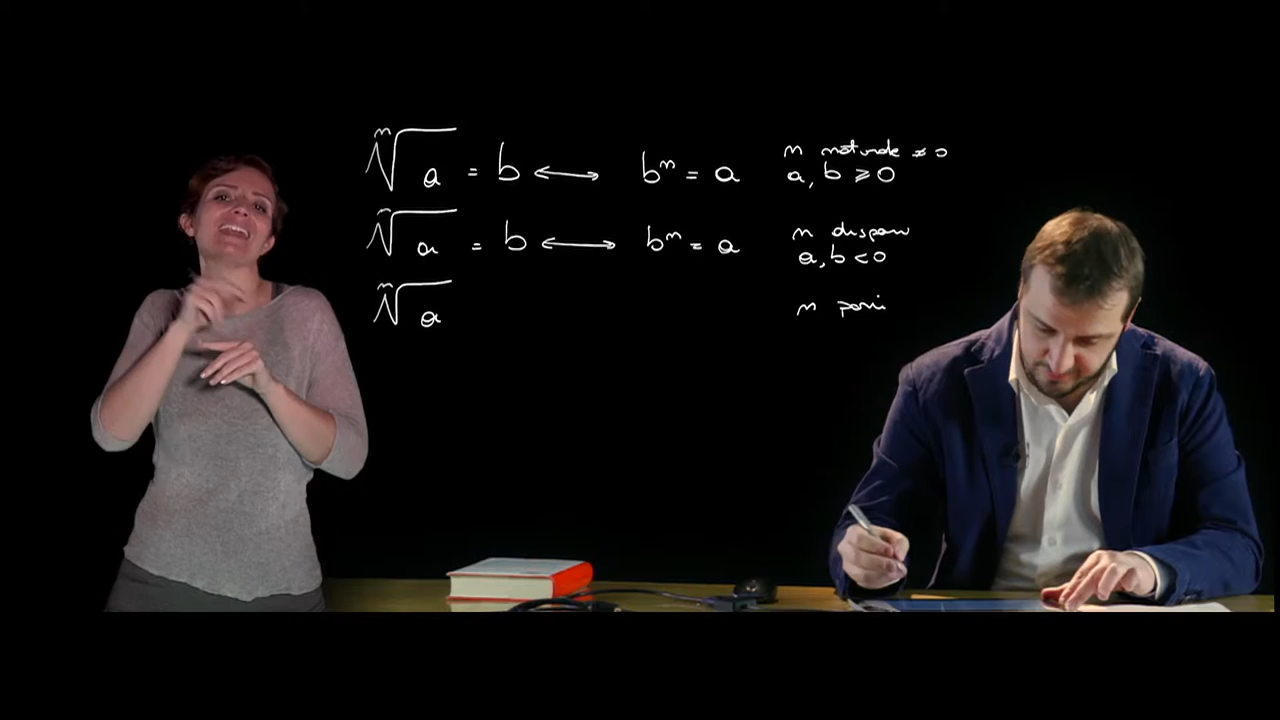 ⁿ√a = b ⟷ bⁿ = a n naturale ≠ 0
a, b ⩾ 0
ⁿ√a = b ⟷ bⁿ = a n dispari
a, b < 0
ⁿ√a n pari